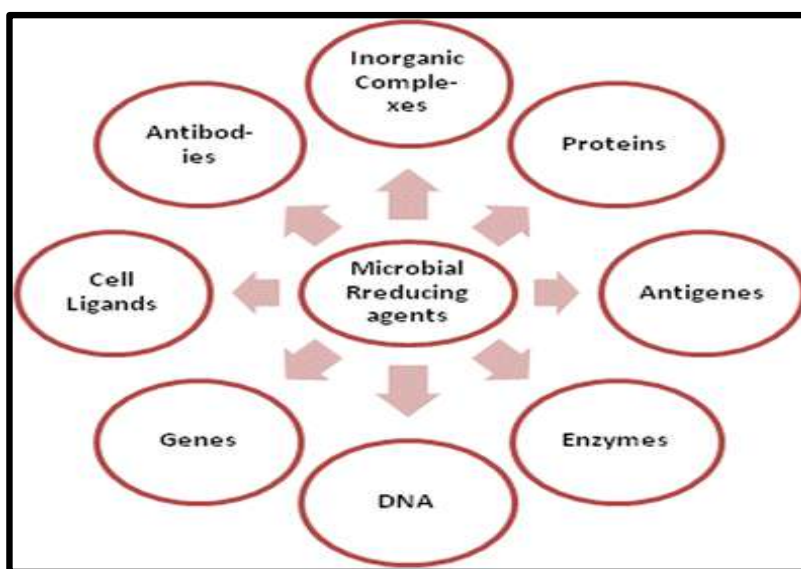 Inorganic
Comple-
xes
Antibod-
ies
Proteins
Cell
Ligands
Microbial
Rreducing
agents
Antigenes
Genes
Enzymes
DNA